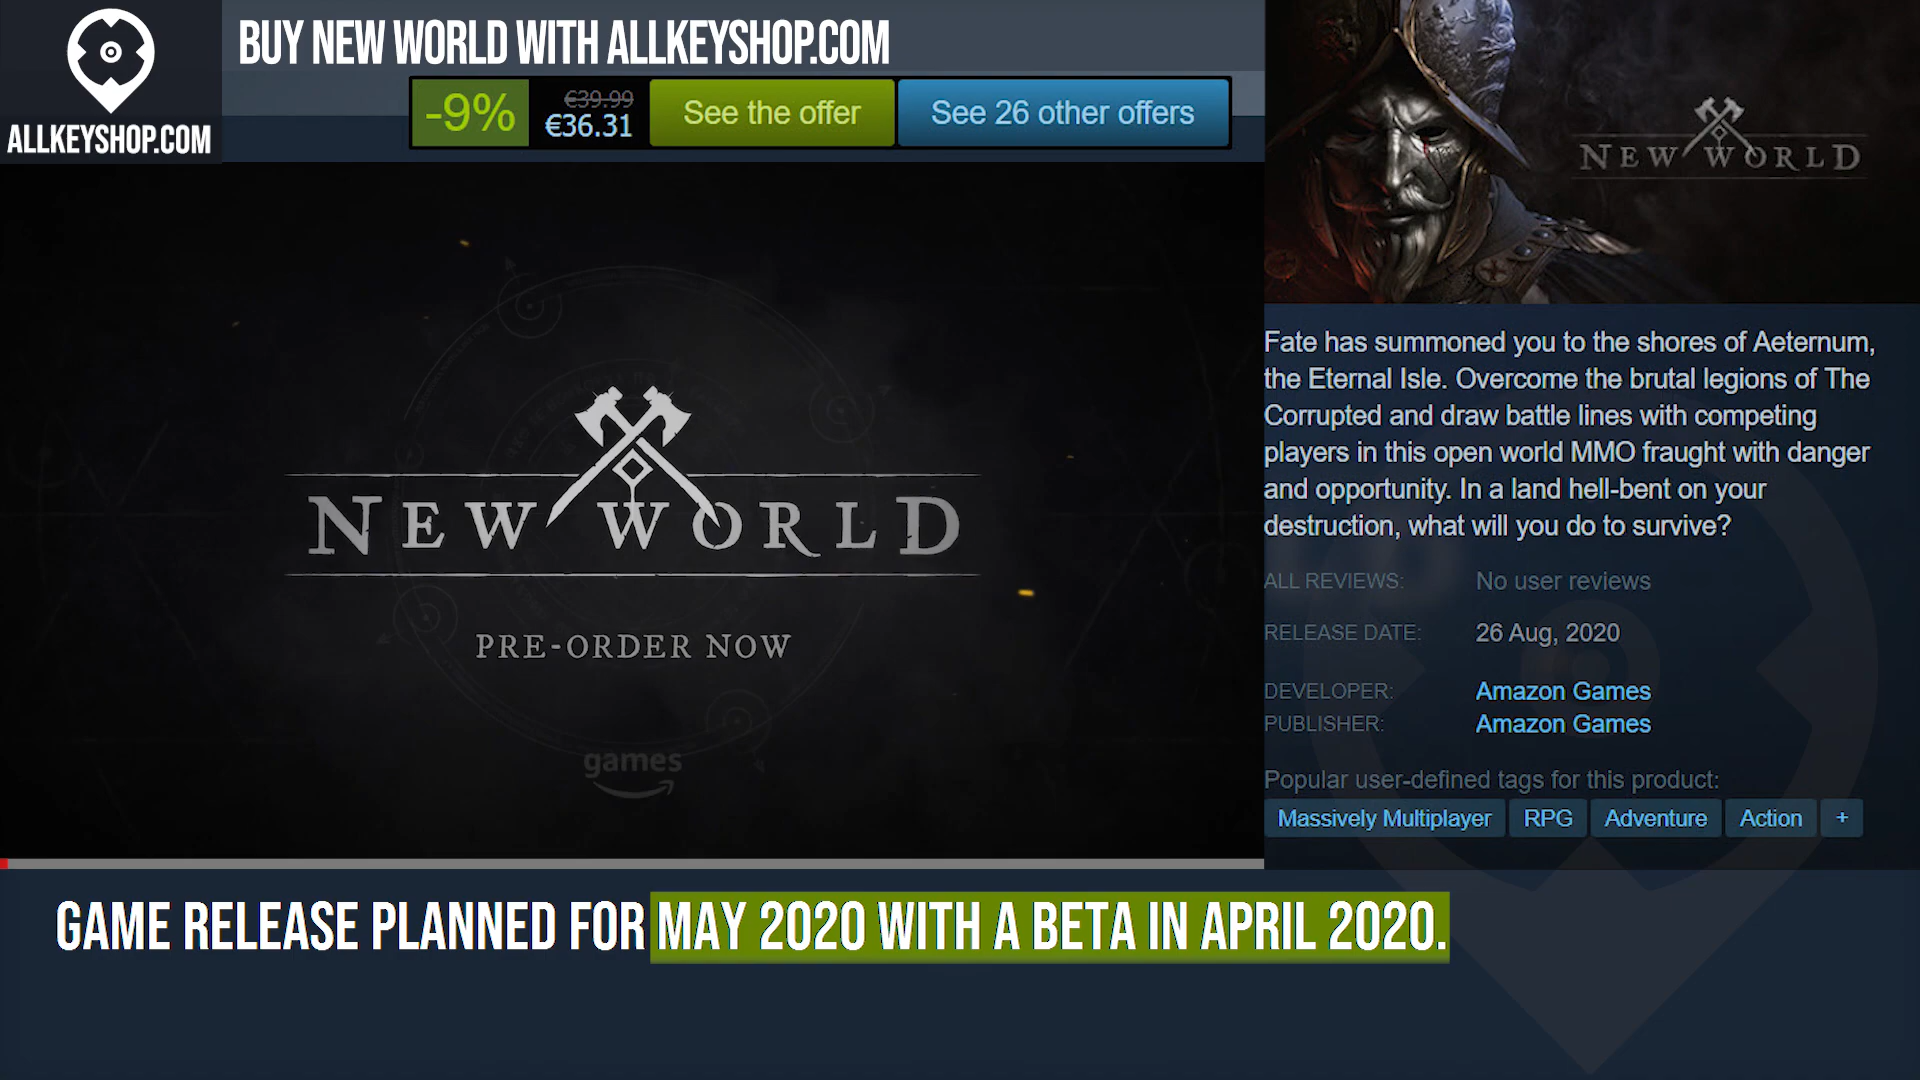 ALLKEYSHOP.COM
BUY NEW WORLD WITH ALLKEYSHOP.COM
-9%
€39.99
€36.31
See the offer
See 26 other offers
NEW WORLD
PRE-ORDER NOW
games
NEW WORLD
Fate has summoned you to the shores of Aeternum,
the Eternal Isle. Overcome the brutal legions of The
Corrupted and draw battle lines with competing
players in this open world MMO fraught with danger
and opportunity. In a land hell-bent on your
destruction, what will you do to survive?
ALL REVIEWS: No user reviews
RELEASE DATE: 26 Aug, 2020
DEVELOPER: Amazon Games
PUBLISHER: Amazon Games
Popular user-defined tags for this product:
Massively Multiplayer RPG Adventure Action +
GAME RELEASE PLANNED FOR MAY 2020 WITH A BETA IN APRIL 2020.